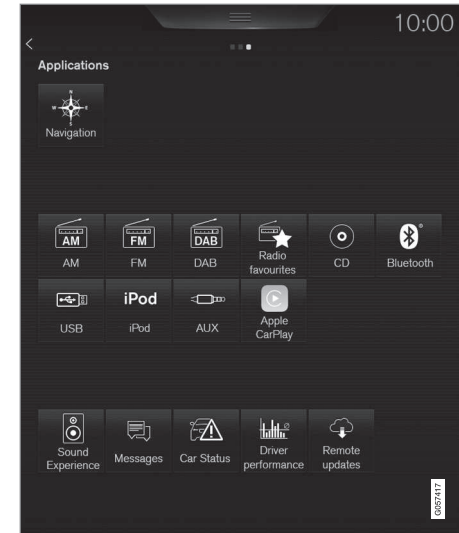 10:00
Applications
N
W E
S
Navigation
AM FM DAB
AM FM DAB Radio favourites CD Bluetooth
iPod
USB iPod AUX Apple CarPlay
Sound Experience Messages Car Status Driver performance Remote updates
G057417